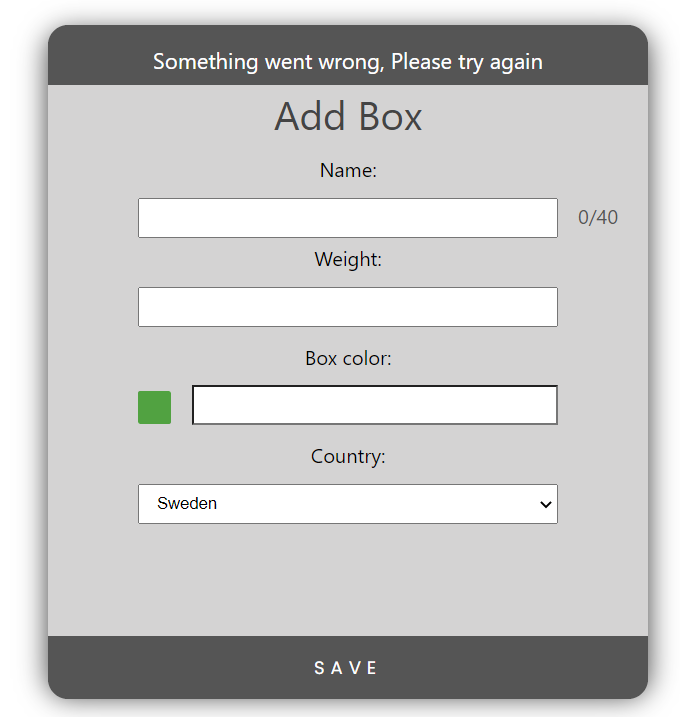 Something went wrong, Please try again
Add Box
Name:
0/40
Weight:
Box color:
Country:
Sweden
SAVE